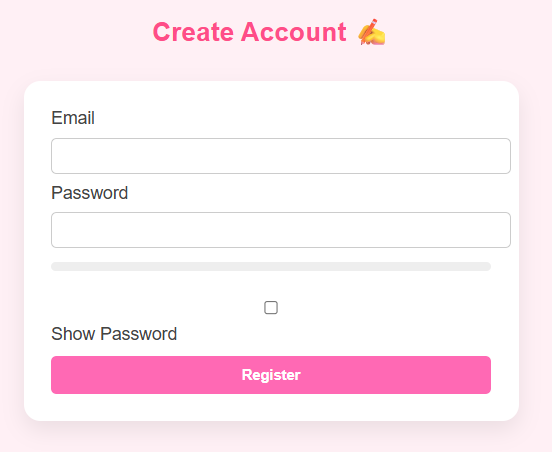 Create Account ✍️
Email
Password
Show Password
Register